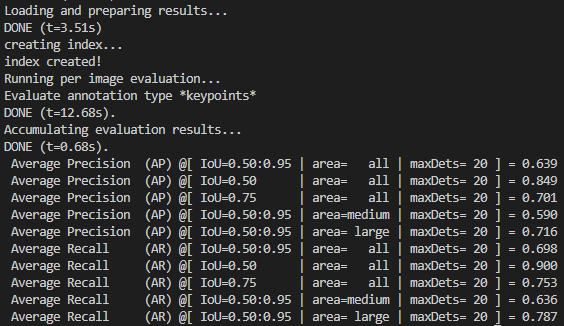 Loading and preparing results...
DONE (t=3.51s)
creating index...
index created!
Running per image evaluation...
Evaluate annotation type *keypoints*
DONE (t=12.68s).
Accumulating evaluation results...
DONE (t=0.68s).
 Average Precision  (AP) @[ IoU=0.50:0.95 | area=   all | maxDets= 20 ] = 0.639
 Average Precision  (AP) @[ IoU=0.50      | area=   all | maxDets= 20 ] = 0.849
 Average Precision  (AP) @[ IoU=0.75      | area=   all | maxDets= 20 ] = 0.701
 Average Precision  (AP) @[ IoU=0.50:0.95 | area=medium | maxDets= 20 ] = 0.590
 Average Precision  (AP) @[ IoU=0.50:0.95 | area= large | maxDets= 20 ] = 0.716
 Average Recall     (AR) @[ IoU=0.50:0.95 | area=   all | maxDets= 20 ] = 0.698
 Average Recall     (AR) @[ IoU=0.50      | area=   all | maxDets= 20 ] = 0.900
 Average Recall     (AR) @[ IoU=0.75      | area=   all | maxDets= 20 ] = 0.753
 Average Recall     (AR) @[ IoU=0.50:0.95 | area=medium | maxDets= 20 ] = 0.636
 Average Recall     (AR) @[ IoU=0.50:0.95 | area= large | maxDets= 20 ] = 0.787